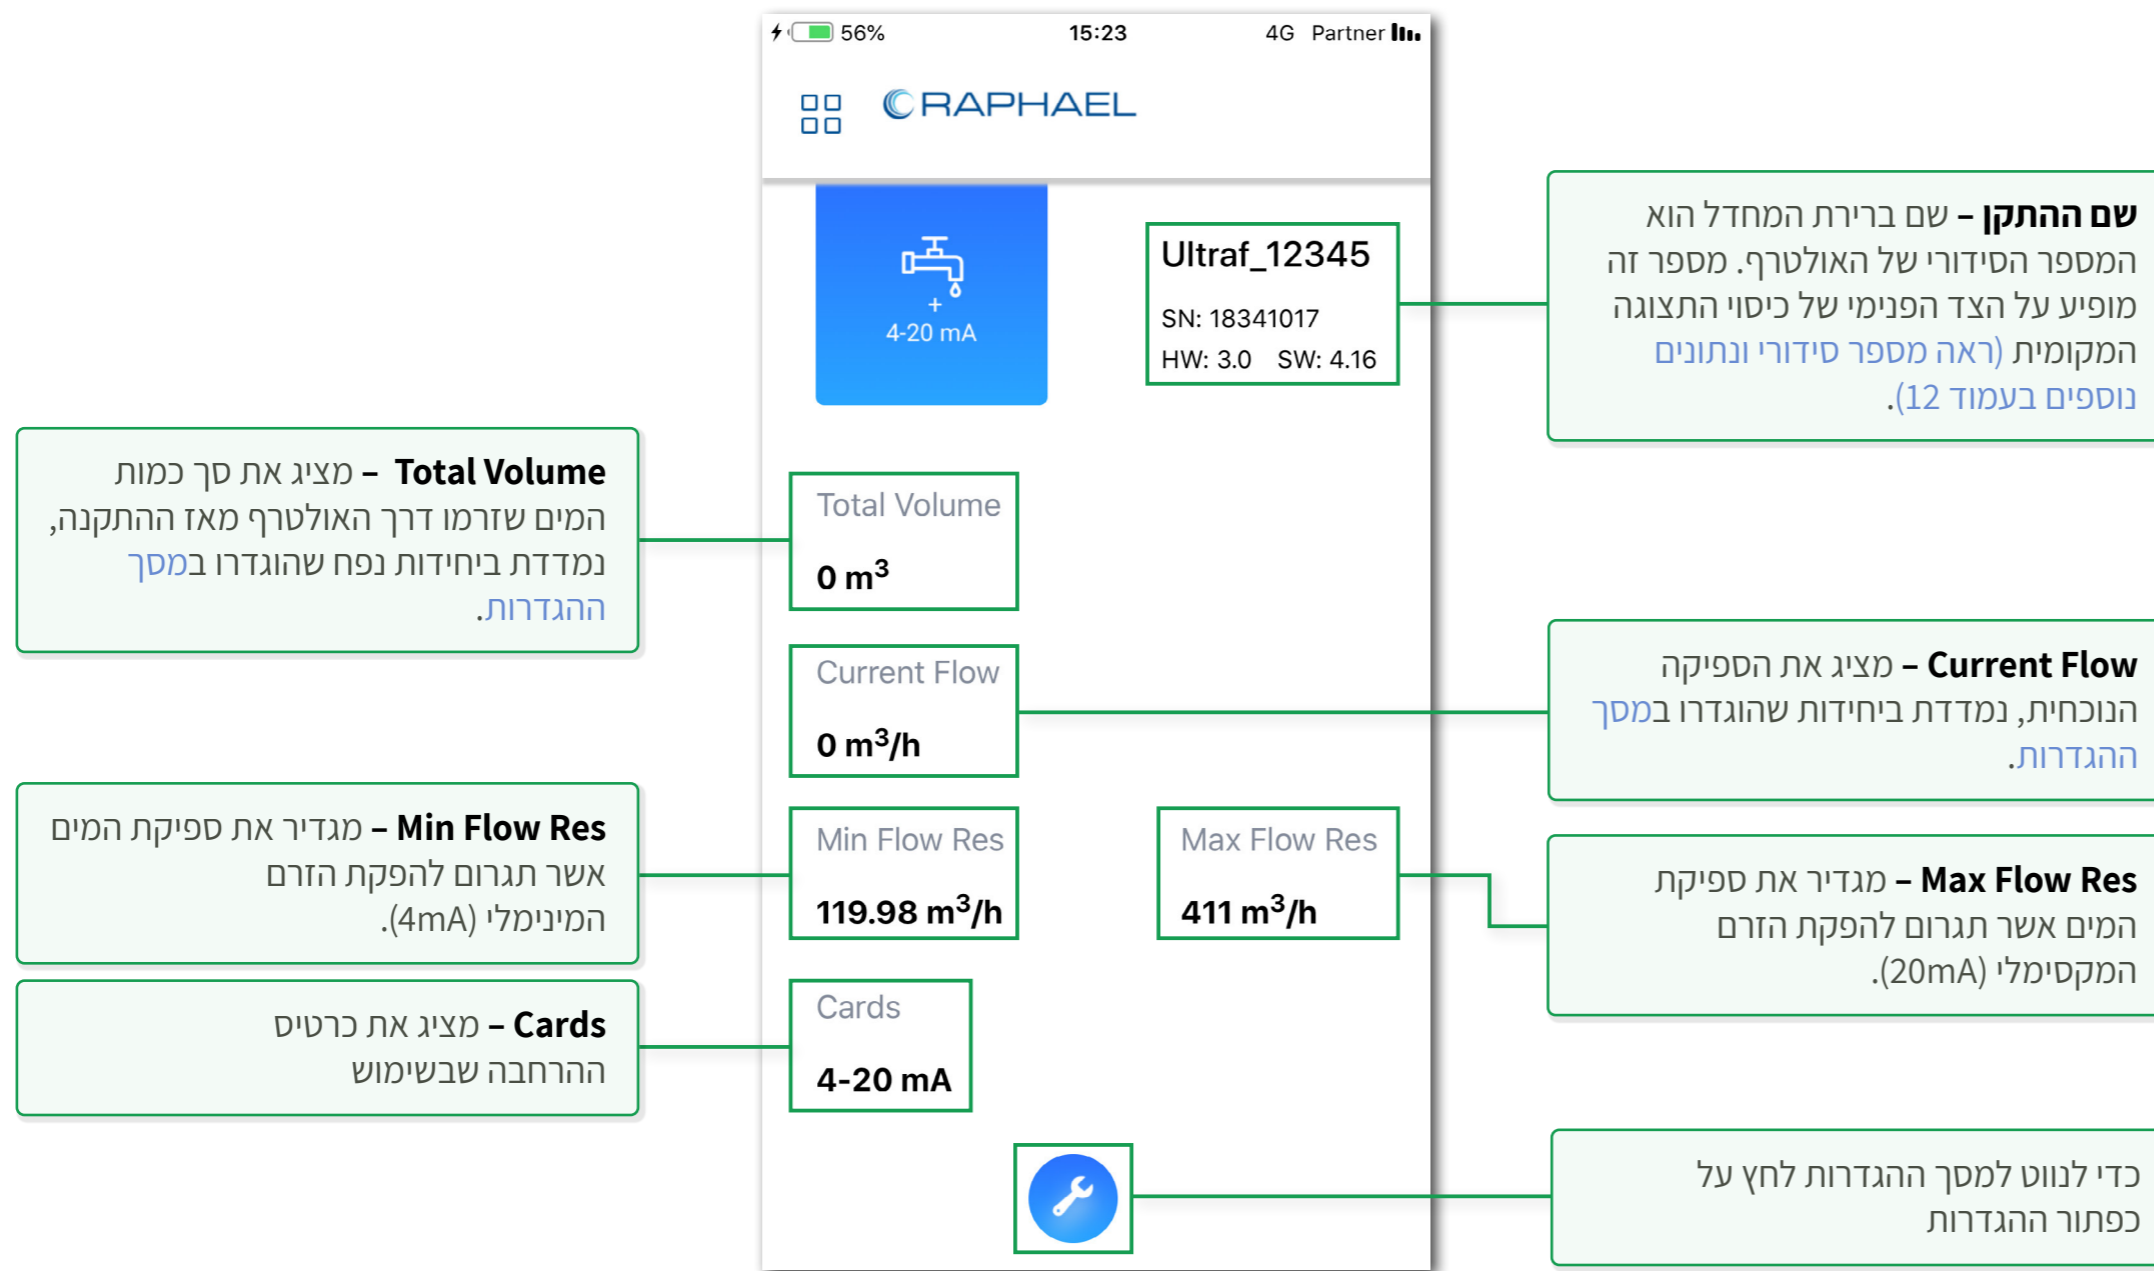 56%
15:23
4G Partner
RAPHAEL
+
4-20 mA
Ultraf_12345
SN: 18341017
HW: 3.0 SW: 4.16
שם ההתקן – שם ברירת המחדל הוא
המספר הסידורי של האולטרף. מספר זה
מופיע על הצד הפנימי של כיסוי התצוגה
המקומית (ראה מספר סידורי ונתונים
נוספים בעמוד 12).
Total Volume – מציג את סך כמות
המים שזרמו דרך האולטרף מאז ההתקנה,
נמדדת ביחידות נפח שהוגדרו במסך
ההגדרות.
Total Volume
0 m³
Current Flow
0 m³/h
Current Flow – מציג את הספיקה
הנוכחית, נמדדת ביחידות שהוגדרו במסך
ההגדרות.
Min Flow Res – מגדיר את ספיקת המים
אשר תגרום להפקת הזרם
המינימלי (4mA).
Min Flow Res
119.98 m³/h
Max Flow Res
411 m³/h
Max Flow Res – מגדיר את ספיקת
המים אשר תגרום להפקת הזרם
המקסימלי (20mA).
Cards – מציג את כרטיס
ההרחבה שבשימוש
Cards
4-20 mA
כדי לנווט למסך ההגדרות לחץ על
כפתור ההגדרות